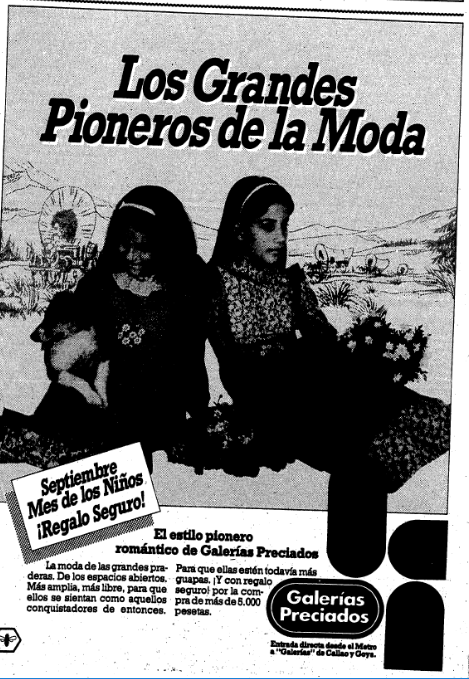 Los Grandes
Pioneros de la Moda
Septiembre
Mes de los Niños
¡Regalo Seguro!
El estilo pionero
romántico de Galerías Preciados
La moda de las grandes pra-
deras. De los espacios abiertos.
Más amplia, más libre, para que
ellos se sientan como aquellos
conquistadores de entonces.
Para que ellas estén todavía más
guapas. ¡Y con regalo
seguro! por la com-
pra de más de 5.000
pesetas.
Galerías
Preciados
Entrada directa desde el Metro
a "Galerías" de Callao y Goya.